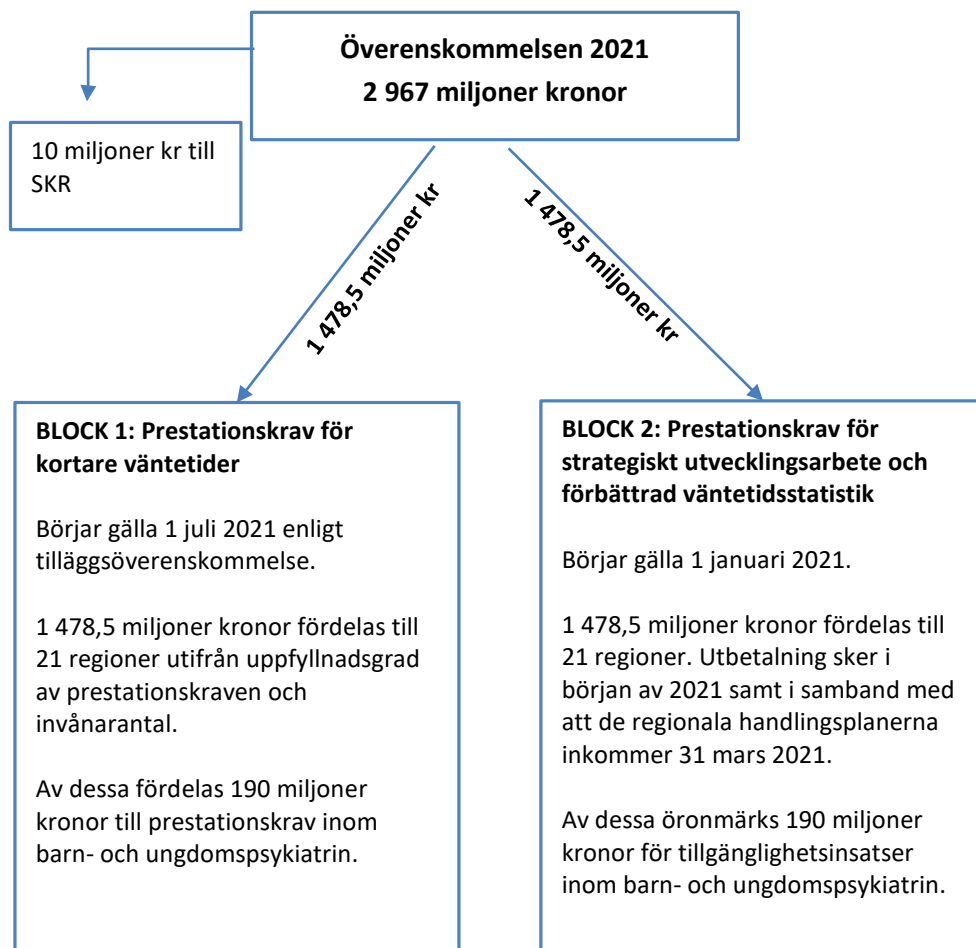 Överenskommelsen 2021
2 967 miljoner kronor
10 miljoner kr till
SKR
1 478,5 miljoner kr
1 478,5 miljoner kr
BLOCK 1: Prestationskrav för
kortare väntetider
Börjar gälla 1 juli 2021 enligt
tilläggsöverenskommelse.
1 478,5 miljoner kronor fördelas till
21 regioner utifrån uppfyllnadsgrad
av prestationskraven och
invånarantal.
Av dessa fördelas 190 miljoner
kronor till prestationskrav inom
barn- och ungdomspsykiatrin.
BLOCK 2: Prestationskrav för
strategiskt utvecklingsarbete och
förbättrad väntetidsstatistik
Börjar gälla 1 januari 2021.
1 478,5 miljoner kronor fördelas till
21 regioner. Utbetalning sker i
början av 2021 samt i samband med
att de regionala handlingsplanerna
inkommer 31 mars 2021.
Av dessa öronmärks 190 miljoner
kronor för tillgänglighetsinsatser
inom barn- och ungdomspsykiatrin.